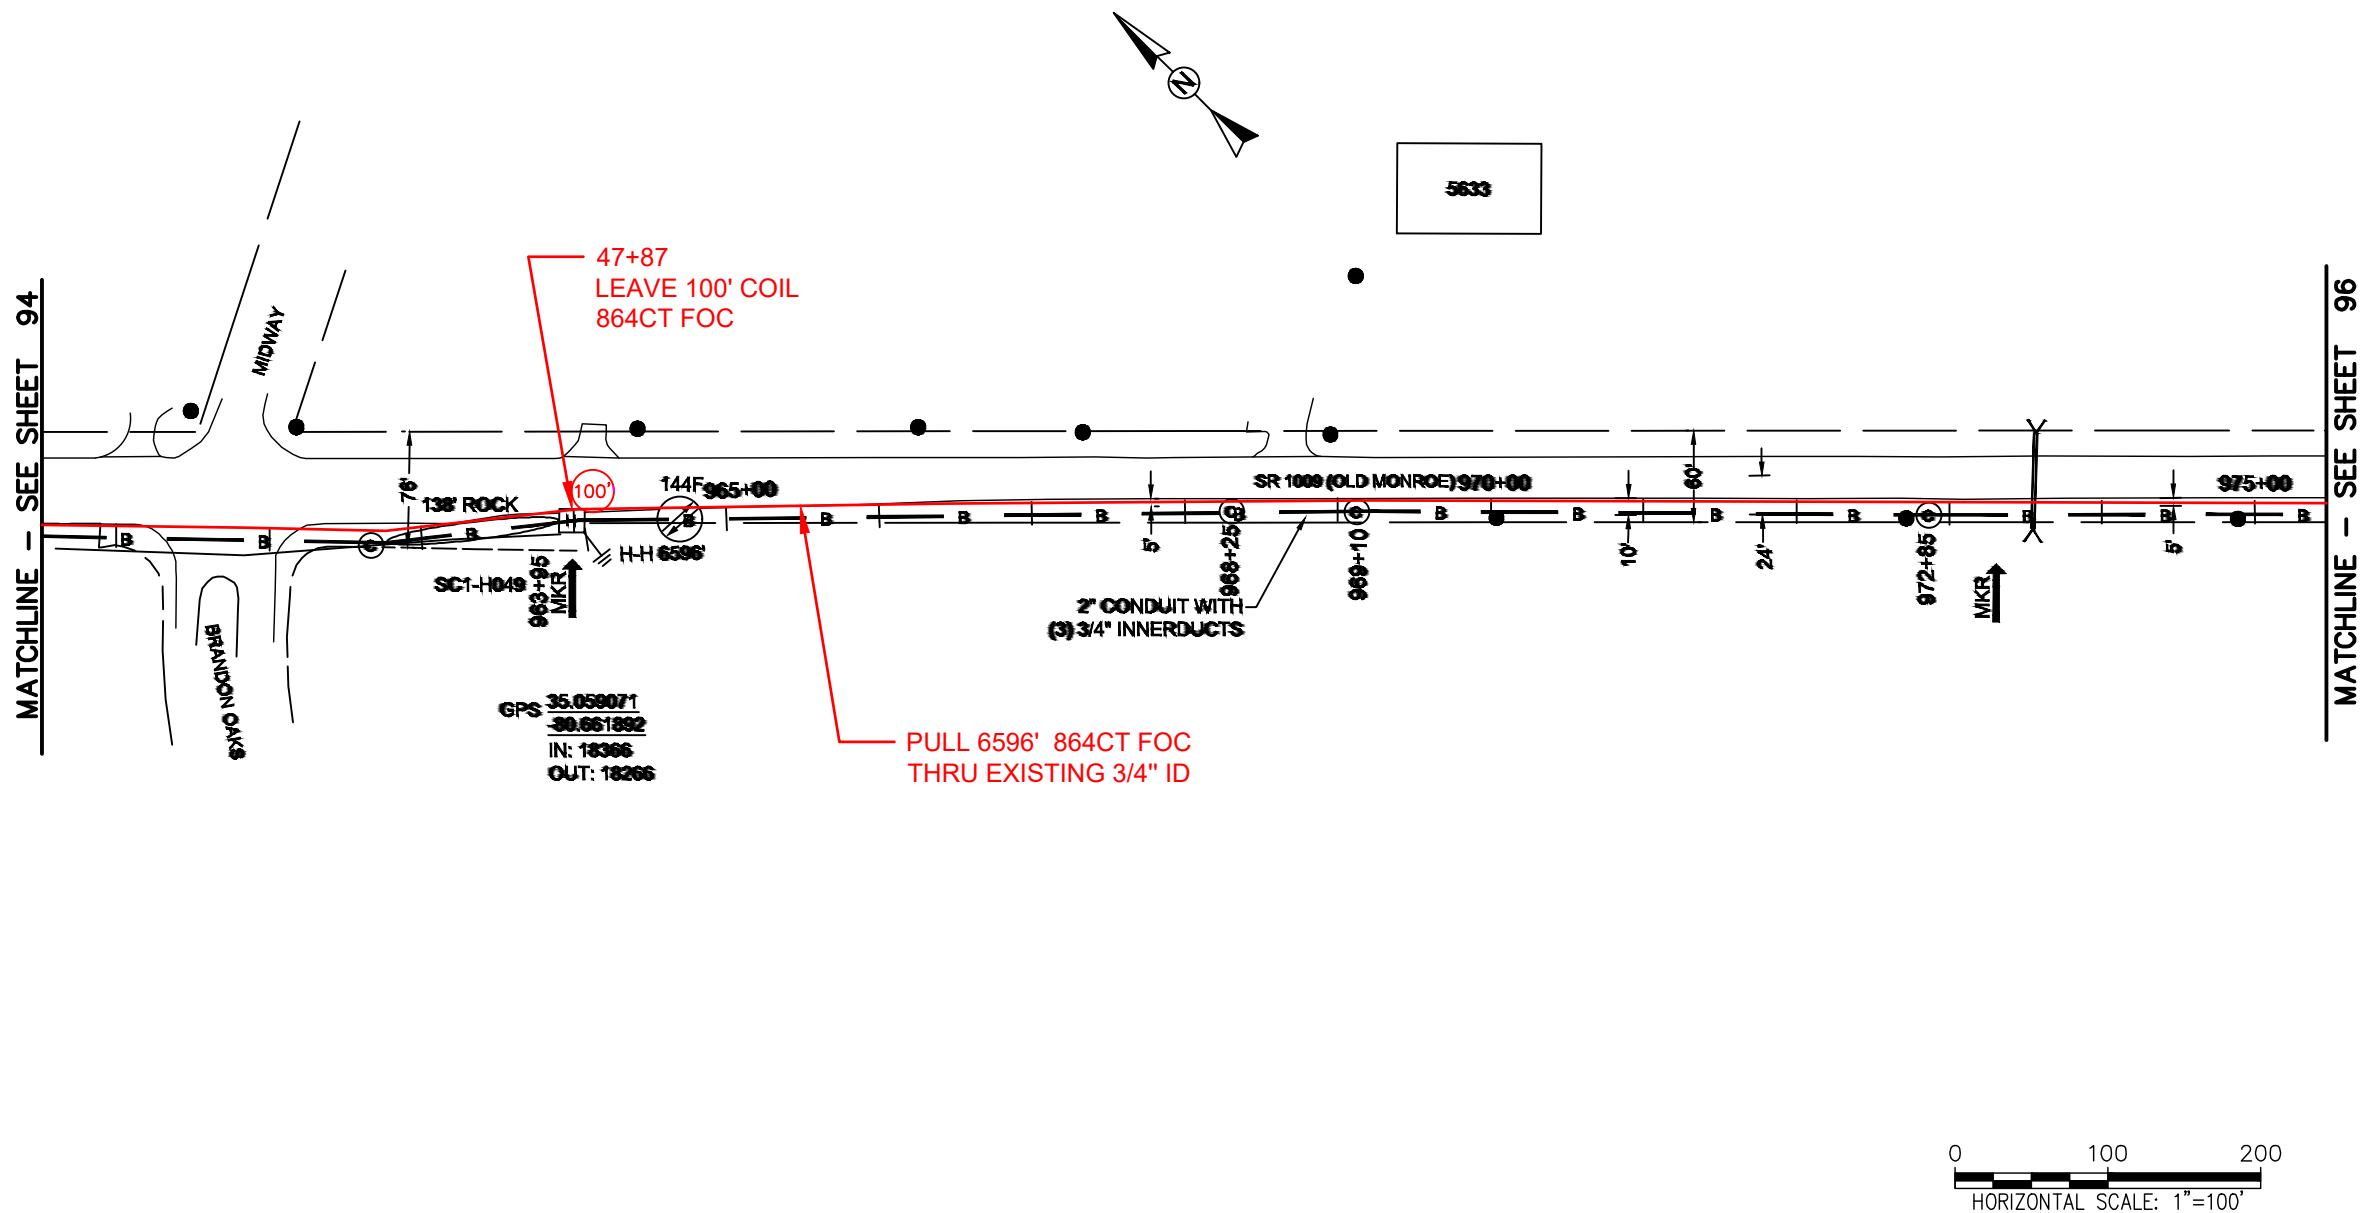 N
5633
47+87
LEAVE 100' COIL
864CT FOC
MATCHLINE - SEE SHEET 94
MATCHLINE - SEE SHEET 96
MIDWAY
76'
138' ROCK
100'
144F
965+00
SR 1009 (OLD MONROE)
970+00
60'
975+00
B
B
C
B
H
B
B
B
B
B
C
B
C
B
B
B
B
C
B
B
B
H-H 6596'
SC1-H049
963+95
MKR
5'
968+25
969+10
10'
24'
972+85
MKR
5'
2" CONDUIT WITH
(3) 3/4" INNERDUCTS
BRANDON OAKS
GPS 35.059071
-80.661892
IN: 18366
OUT: 18266
PULL 6596' 864CT FOC
THRU EXISTING 3/4" ID
0 100 200
HORIZONTAL SCALE: 1"=100'